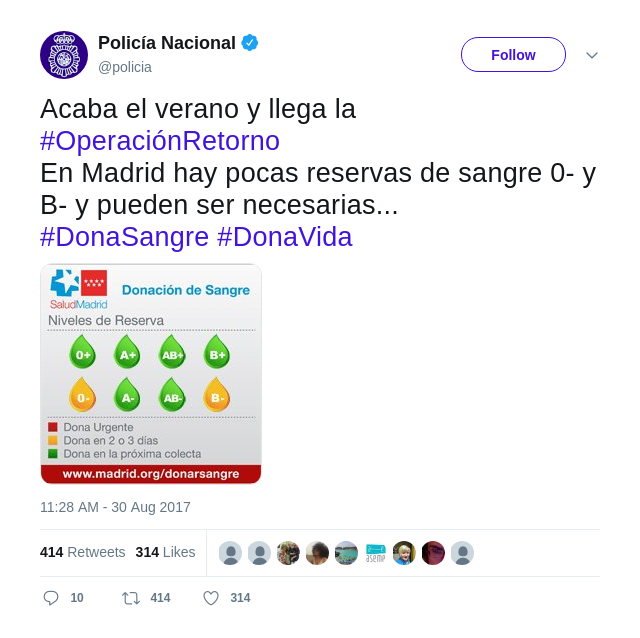 Policía Nacional
@policia
Follow
Acaba el verano y llega la
#OperaciónRetorno
En Madrid hay pocas reservas de sangre 0- y
B- y pueden ser necesarias...
#DonaSangre #DonaVida
SaludMadrid
Donación de Sangre
Niveles de Reserva
0+ A+ AB+ B+
0- A- AB- B-
Dona Urgente
Dona en 2 o 3 días
Dona en la próxima colecta
www.madrid.org/donarsangre
11:28 AM - 30 Aug 2017
414 Retweets 314 Likes
aseme
10 414 314